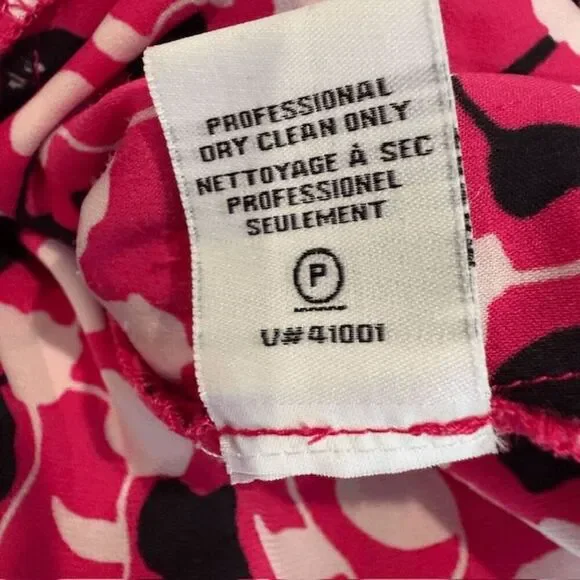 PROFESSIONAL
DRY CLEAN ONLY
NETTOYAGE À SEC
PROFESSIONEL
SEULEMENT
P
V#41001